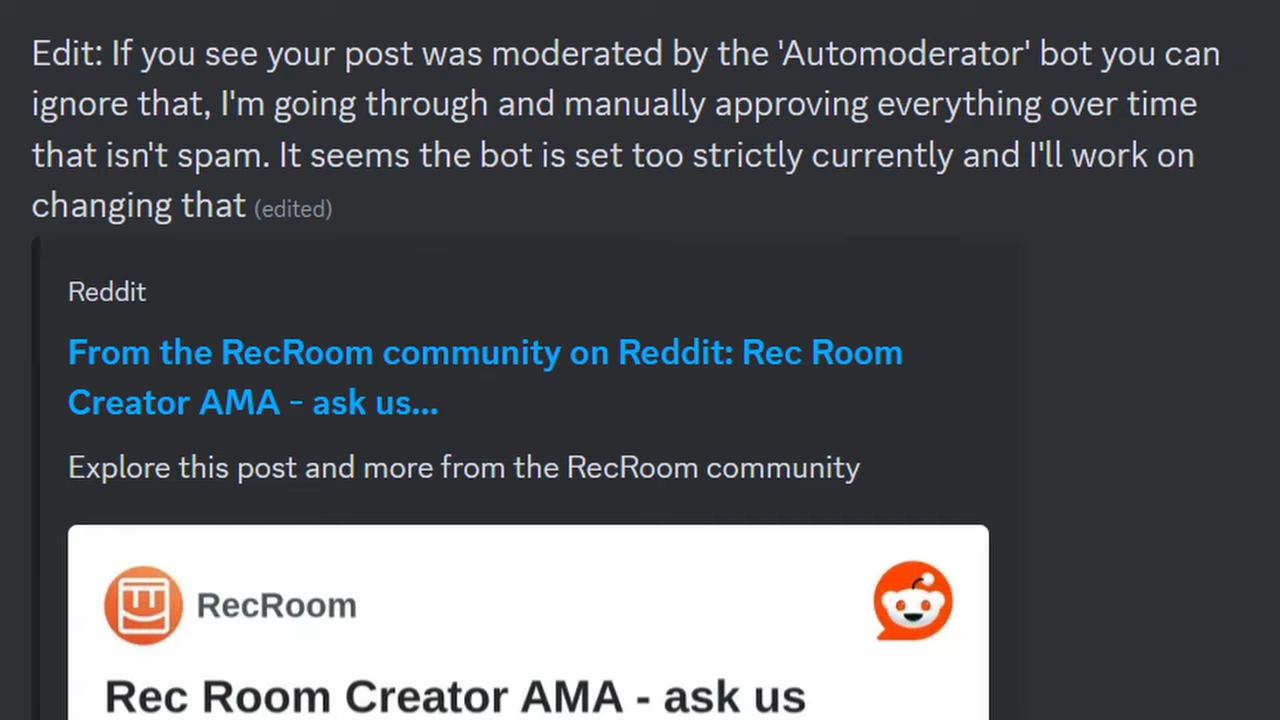 Edit: If you see your post was moderated by the 'Automoderator' bot you can
ignore that, I'm going through and manually approving everything over time
that isn't spam. It seems the bot is set too strictly currently and I'll work on
changing that (edited)
Reddit
From the RecRoom community on Reddit: Rec Room
Creator AMA - ask us...
Explore this post and more from the RecRoom community
RecRoom
Rec Room Creator AMA - ask us